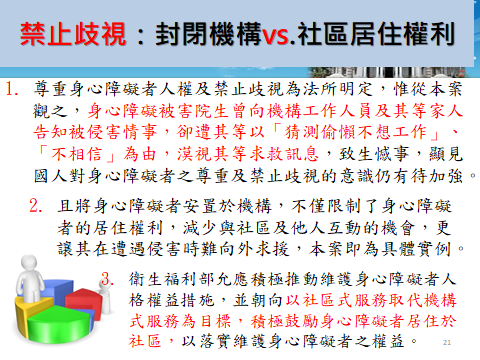 禁止歧視：封閉機構vs.社區居住權利
1. 尊重身心障礙者人權及禁止歧視為法所明定，惟從本案
觀之，身心障礙被害院生曾向機構工作人員及其等家人
告知被侵害情事，卻遭其等以「猜測偷懶不想工作」、
「不相信」為由，漠視其等求救訊息，致生憾事，顯見
國人對身心障礙者之尊重及禁止歧視的意識仍有待加強。
2. 且將身心障礙者安置於機構，不僅限制了身心障礙
者的居住權利，減少與社區及他人互動的機會，更
讓其在遭遇侵害時難向外求援，本案即為具體實例。
3. 衛生福利部允應積極推動維護身心障礙者人
格權益措施，並朝向以社區式服務取代機構
式服務為目標，積極鼓勵身心障礙者居住於
社區，以落實維護身心障礙者之權益。
21